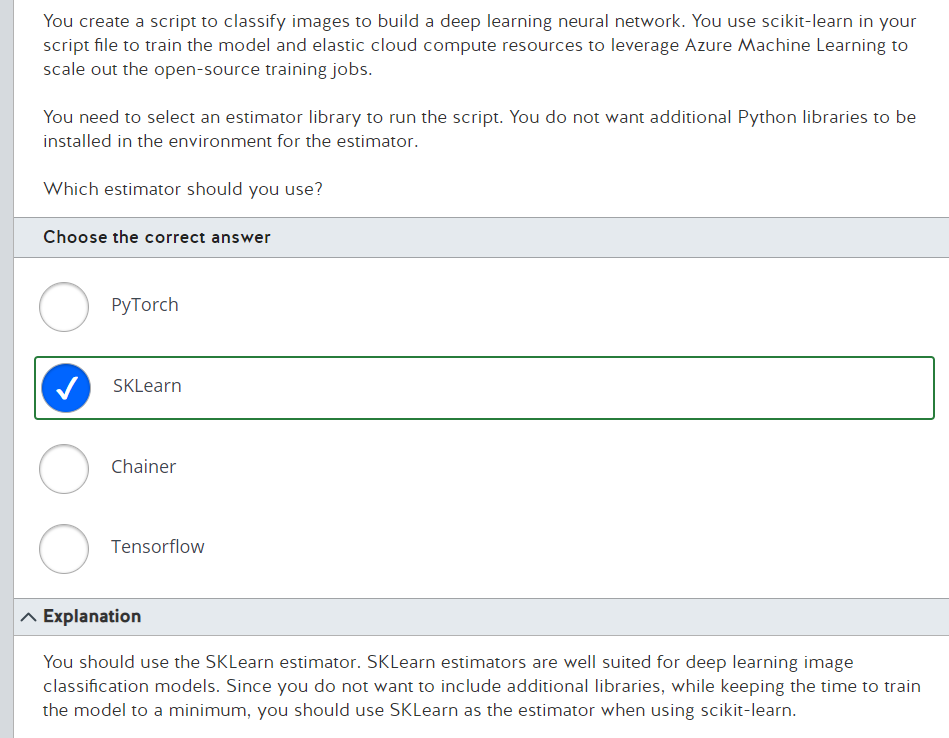 You create a script to classify images to build a deep learning neural network. You use scikit-learn in your
script file to train the model and elastic cloud compute resources to leverage Azure Machine Learning to
scale out the open-source training jobs.
You need to select an estimator library to run the script. You do not want additional Python libraries to be
installed in the environment for the estimator.
Which estimator should you use?
Choose the correct answer
PyTorch
SKLearn
Chainer
Tensorflow
Explanation
You should use the SKLearn estimator. SKLearn estimators are well suited for deep learning image
classification models. Since you do not want to include additional libraries, while keeping the time to train
the model to a minimum, you should use SKLearn as the estimator when using scikit-learn.